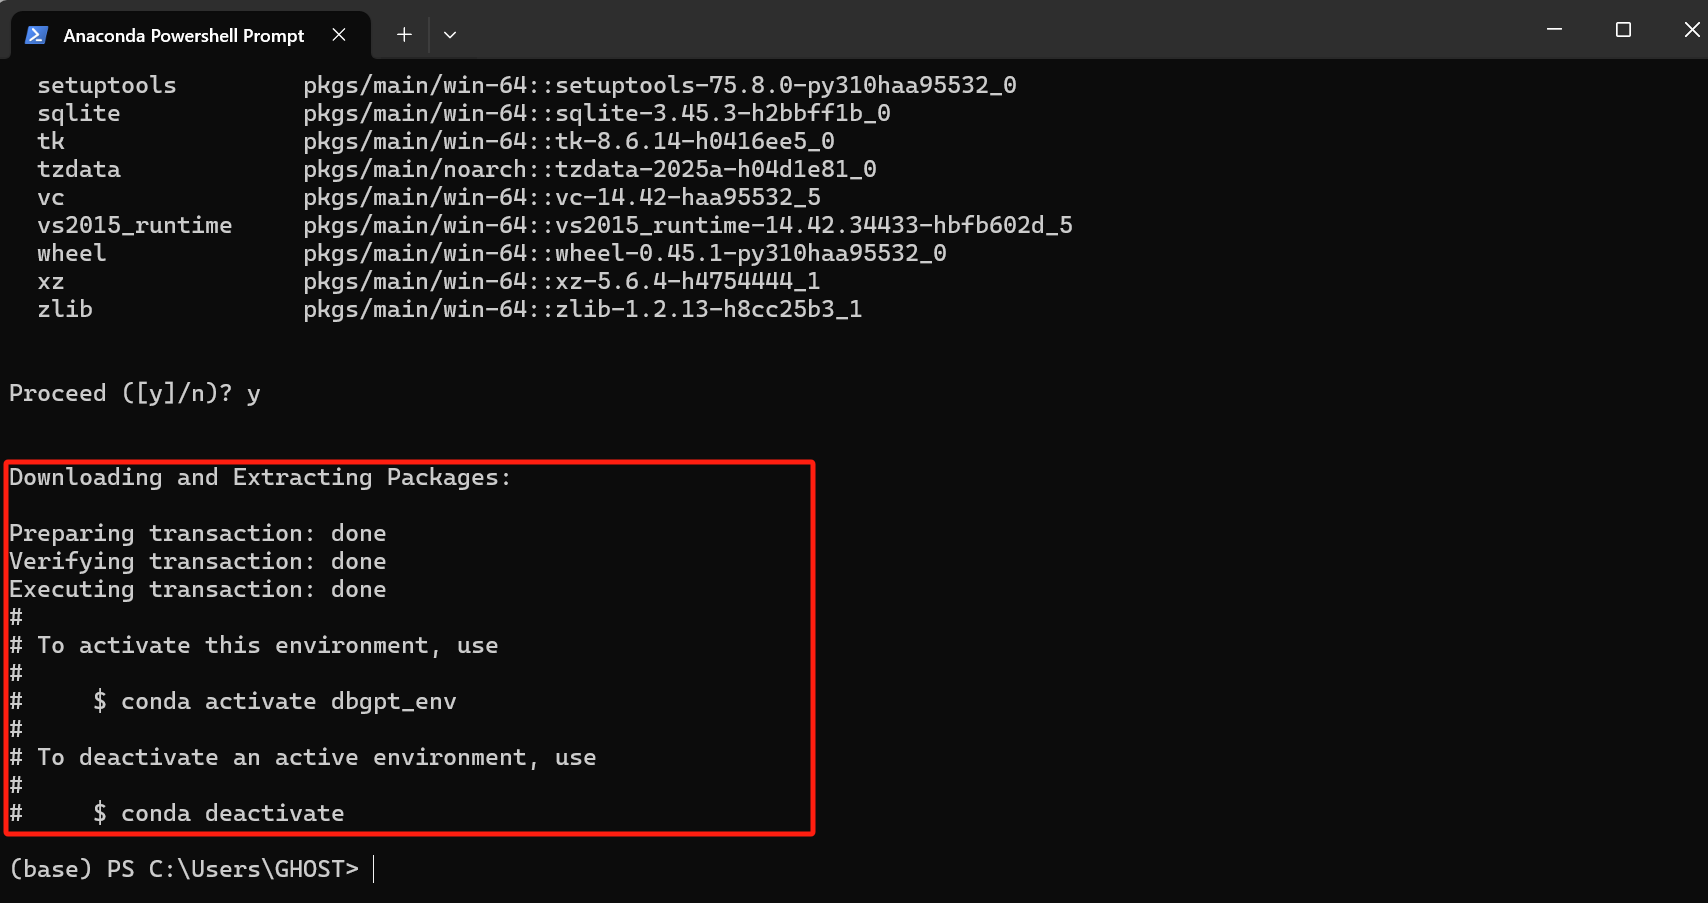 Anaconda Powershell Prompt
setuptools pkgs/main/win-64::setuptools-75.8.0-py310haa95532_0
sqlite pkgs/main/win-64::sqlite-3.45.3-h2bbff1b_0
tk pkgs/main/win-64::tk-8.6.14-h0416ee5_0
tzdata pkgs/main/noarch::tzdata-2025a-h04d1e81_0
vc pkgs/main/win-64::vc-14.42-haa95532_5
vs2015_runtime pkgs/main/win-64::vs2015_runtime-14.42.34433-hbfb602d_5
wheel pkgs/main/win-64::wheel-0.45.1-py310haa95532_0
xz pkgs/main/win-64::xz-5.6.4-h4754444_1
zlib pkgs/main/win-64::zlib-1.2.13-h8cc25b3_1
Proceed ([y]/n)? y
Downloading and Extracting Packages:
Preparing transaction: done
Verifying transaction: done
Executing transaction: done
#
# To activate this environment, use
#
#     $ conda activate dbgpt_env
#
# To deactivate an active environment, use
#
#     $ conda deactivate
(base) PS C:\Users\GHOST>